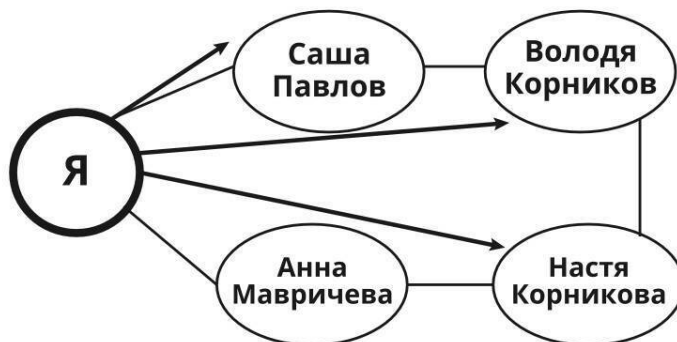 Саша
Павлов
Володя
Корников
Я
Анна
Мавричева
Настя
Корникова